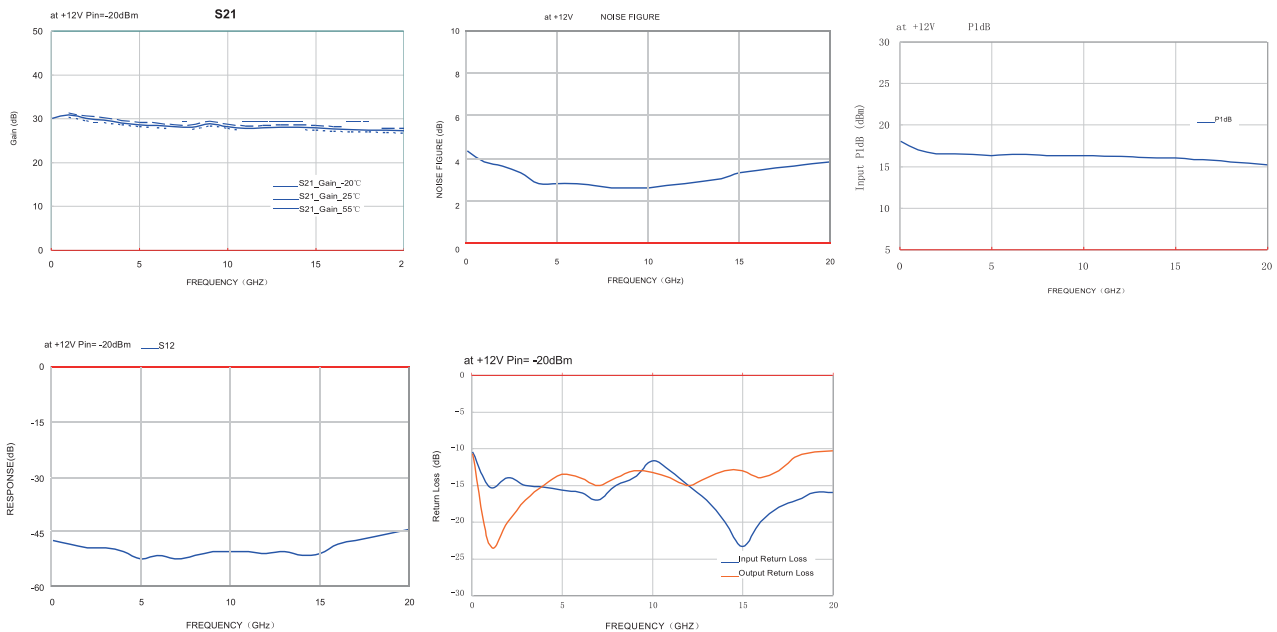 at +12V Pin=-20dBm S21
50
40
30
20
10
0
Gain (dB)
S21_Gain_-20℃
S21_Gain_25℃
S21_Gain_55℃
0 5 10 15 2
FREQUENCY（GHZ）
at +12V NOISE FIGURE
10
8
6
4
2
0
NOISE FIGURE (dB)
0 5 10 15 20
FREQUENCY（GHz)
at +12V P1dB
30
25
20
15
10
5
Input P1dB (dBm)
P1dB
0 5 10 15 20
FREQUENCY（GHZ）
at +12V Pin= -20dBm S12
0
-15
-30
-45
-60
RESPONSE(dB)
0 5 10 15 20
FREQUENCY（GHz）
at +12V Pin= -20dBm
0
-5
-10
-15
-20
-25
-30
Return Loss (dB)
Input Return Loss
Output Return Loss
0 5 10 15 20
FREQUENCY（GHZ）